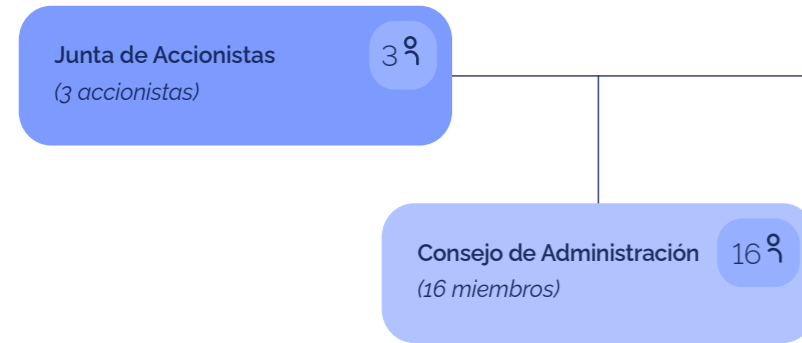 Junta de Accionistas
3
(3 accionistas)
Consejo de Administración
16
(16 miembros)